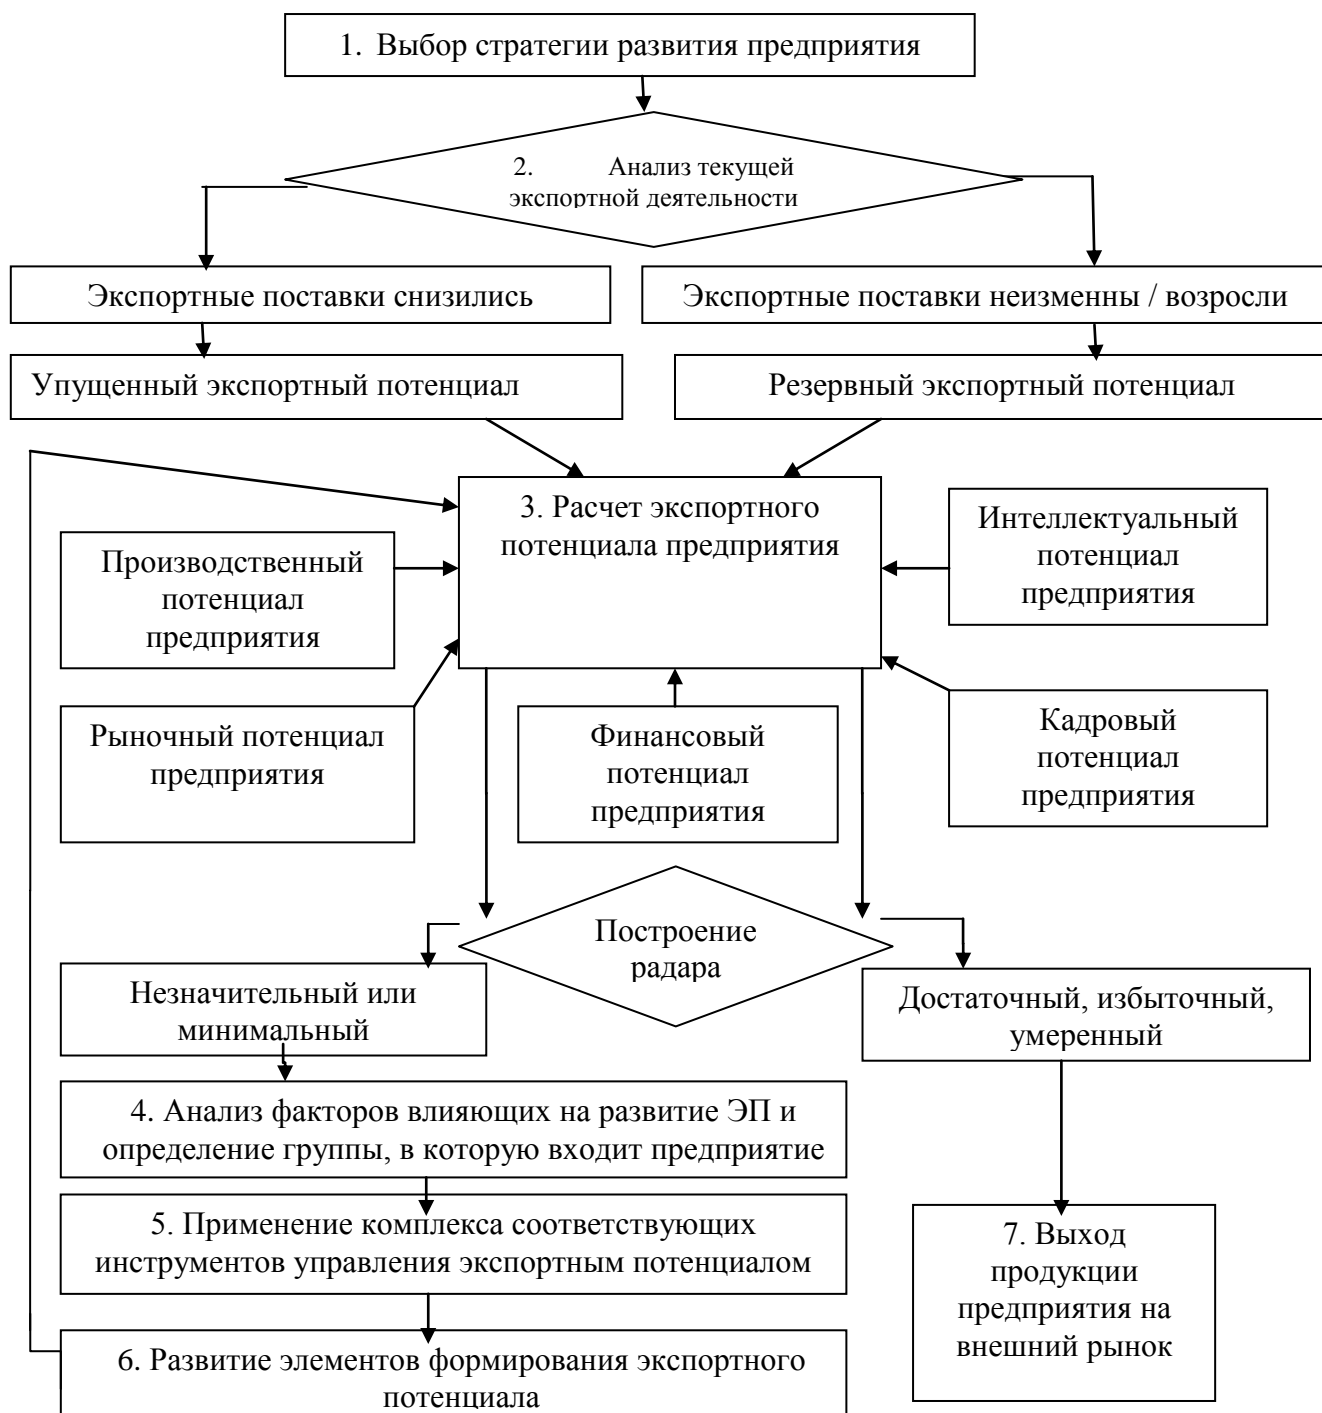 1. Выбор стратегии развития предприятия
2. Анализ текущей
экспортной деятельности
Экспортные поставки снизились
Экспортные поставки неизменны / возросли
Упущенный экспортный потенциал
Резервный экспортный потенциал
3. Расчет экспортного
потенциала предприятия
Производственный
потенциал
предприятия
Интеллектуальный
потенциал
предприятия
Рыночный потенциал
предприятия
Финансовый
потенциал
предприятия
Кадровый
потенциал
предприятия
Построение
радара
Незначительный или
минимальный
Достаточный, избыточный,
умеренный
4. Анализ факторов влияющих на развитие ЭП и
определение группы, в которую входит предприятие
5. Применение комплекса соответствующих
инструментов управления экспортным потенциалом
6. Развитие элементов формирования экспортного
потенциала
7. Выход
продукции
предприятия на
внешний рынок